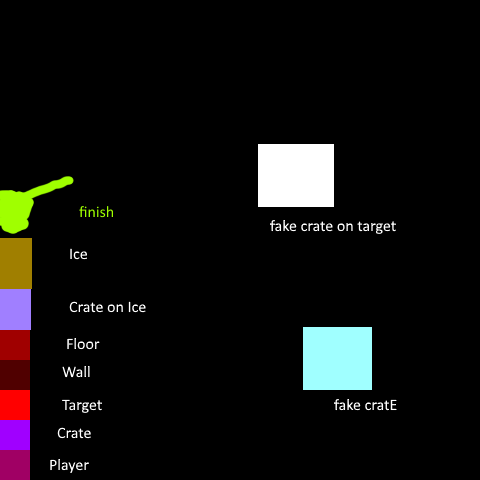 finish
fake crate on target
Ice
Crate on Ice
Floor
Wall
Target
fake cratE
Crate
Player